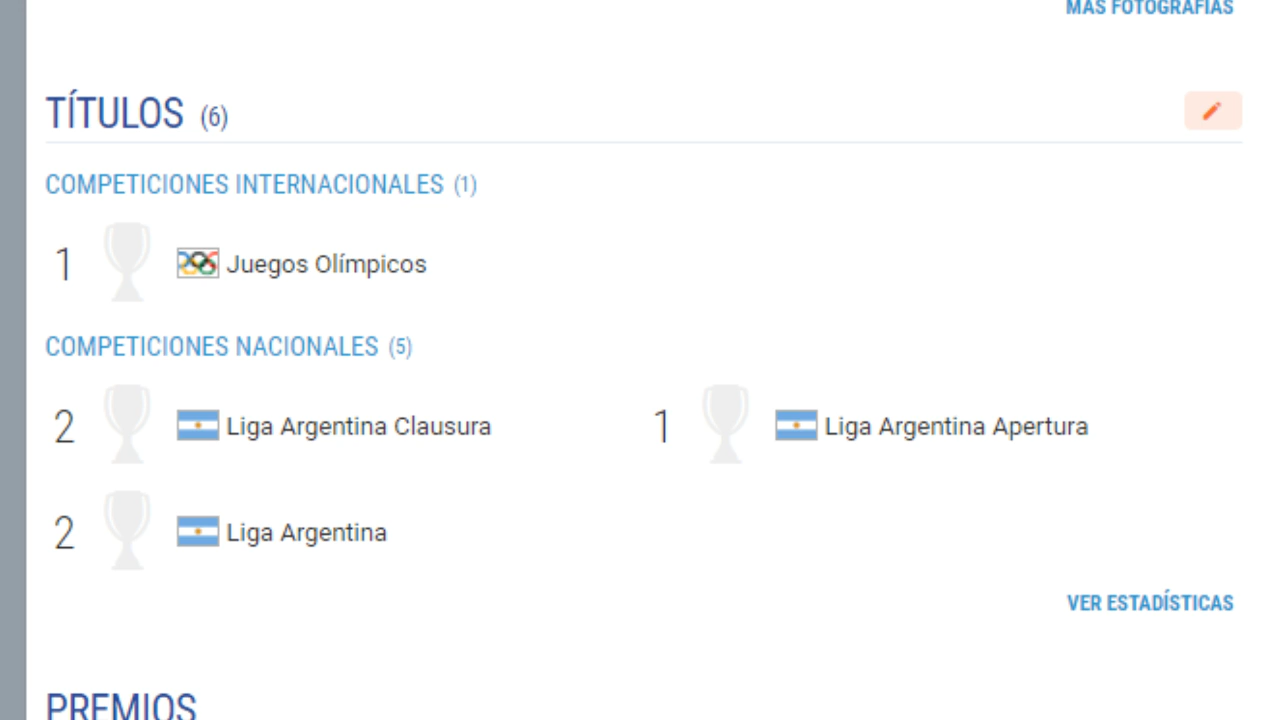 MÁS FOTOGRAFÍAS
TÍTULOS (6)
COMPETICIONES INTERNACIONALES (1)
1 Juegos Olímpicos
COMPETICIONES NACIONALES (5)
2 Liga Argentina Clausura 1 Liga Argentina Apertura
2 Liga Argentina
VER ESTADÍSTICAS
PREMIOS